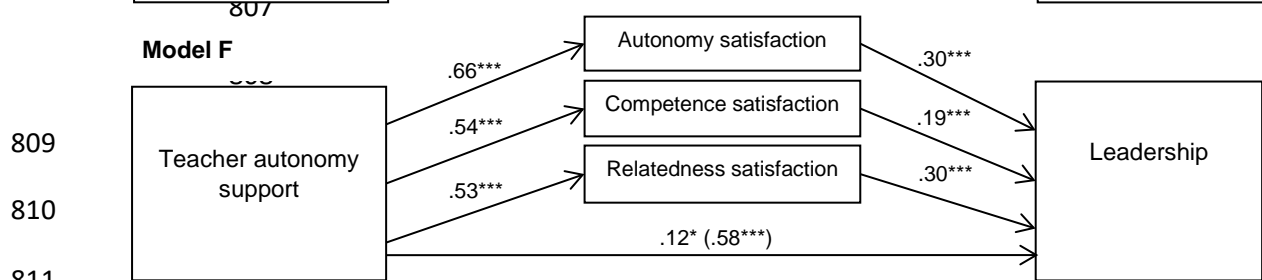 807
Model F
Autonomy satisfaction
.66***
.30***
Competence satisfaction
.54***
.19***
809
Teacher autonomy
support
Leadership
Relatedness satisfaction
.53***
.30***
810
.12* (.58***)
811